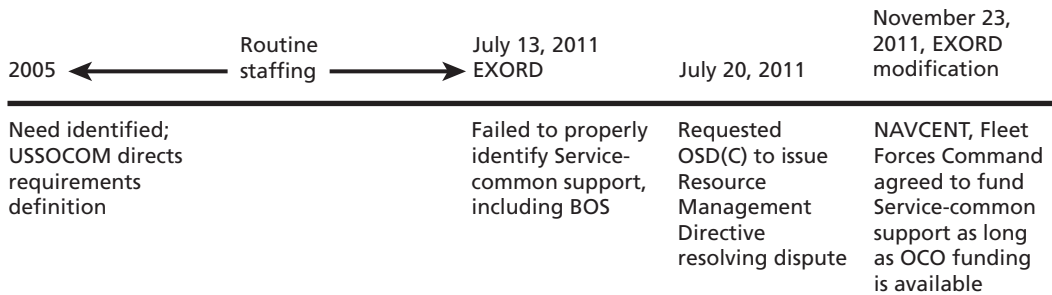 2005
Routine
staffing
July 13, 2011
EXORD
July 20, 2011
November 23,
2011, EXORD
modification
Need identified;
USSOCOM directs
requirements
definition
Failed to properly
identify Service-
common support,
including BOS
Requested
OSD(C) to issue
Resource
Management
Directive
resolving dispute
NAVCENT, Fleet
Forces Command
agreed to fund
Service-common
support as long
as OCO funding
is available